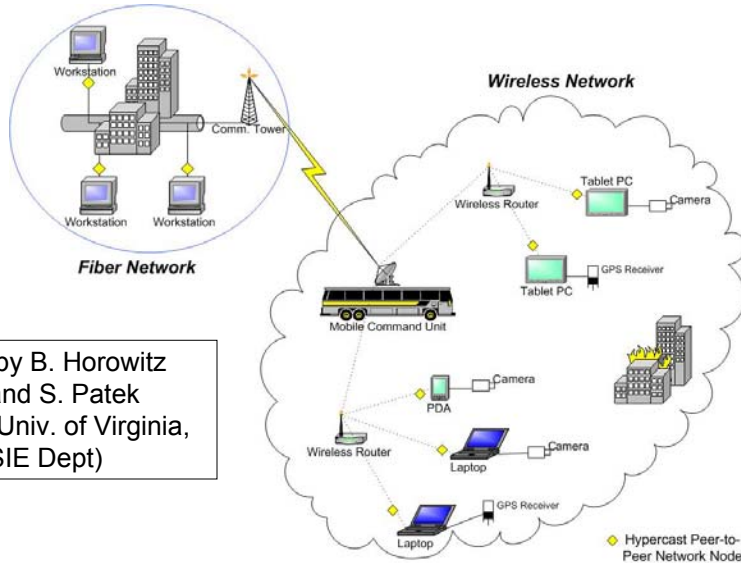 Workstation
Comm. Tower
Workstation
Workstation
Fiber Network
Wireless Network
Tablet PC
Camera
Wireless Router
GPS Receiver
Tablet PC
Mobile Command Unit
by B. Horowitz
and S. Patek
Univ. of Virginia,
SIE Dept)
Camera
PDA
Wireless Router
Camera
Laptop
GPS Receiver
Laptop
Hypercast Peer-to-
Peer Network Node